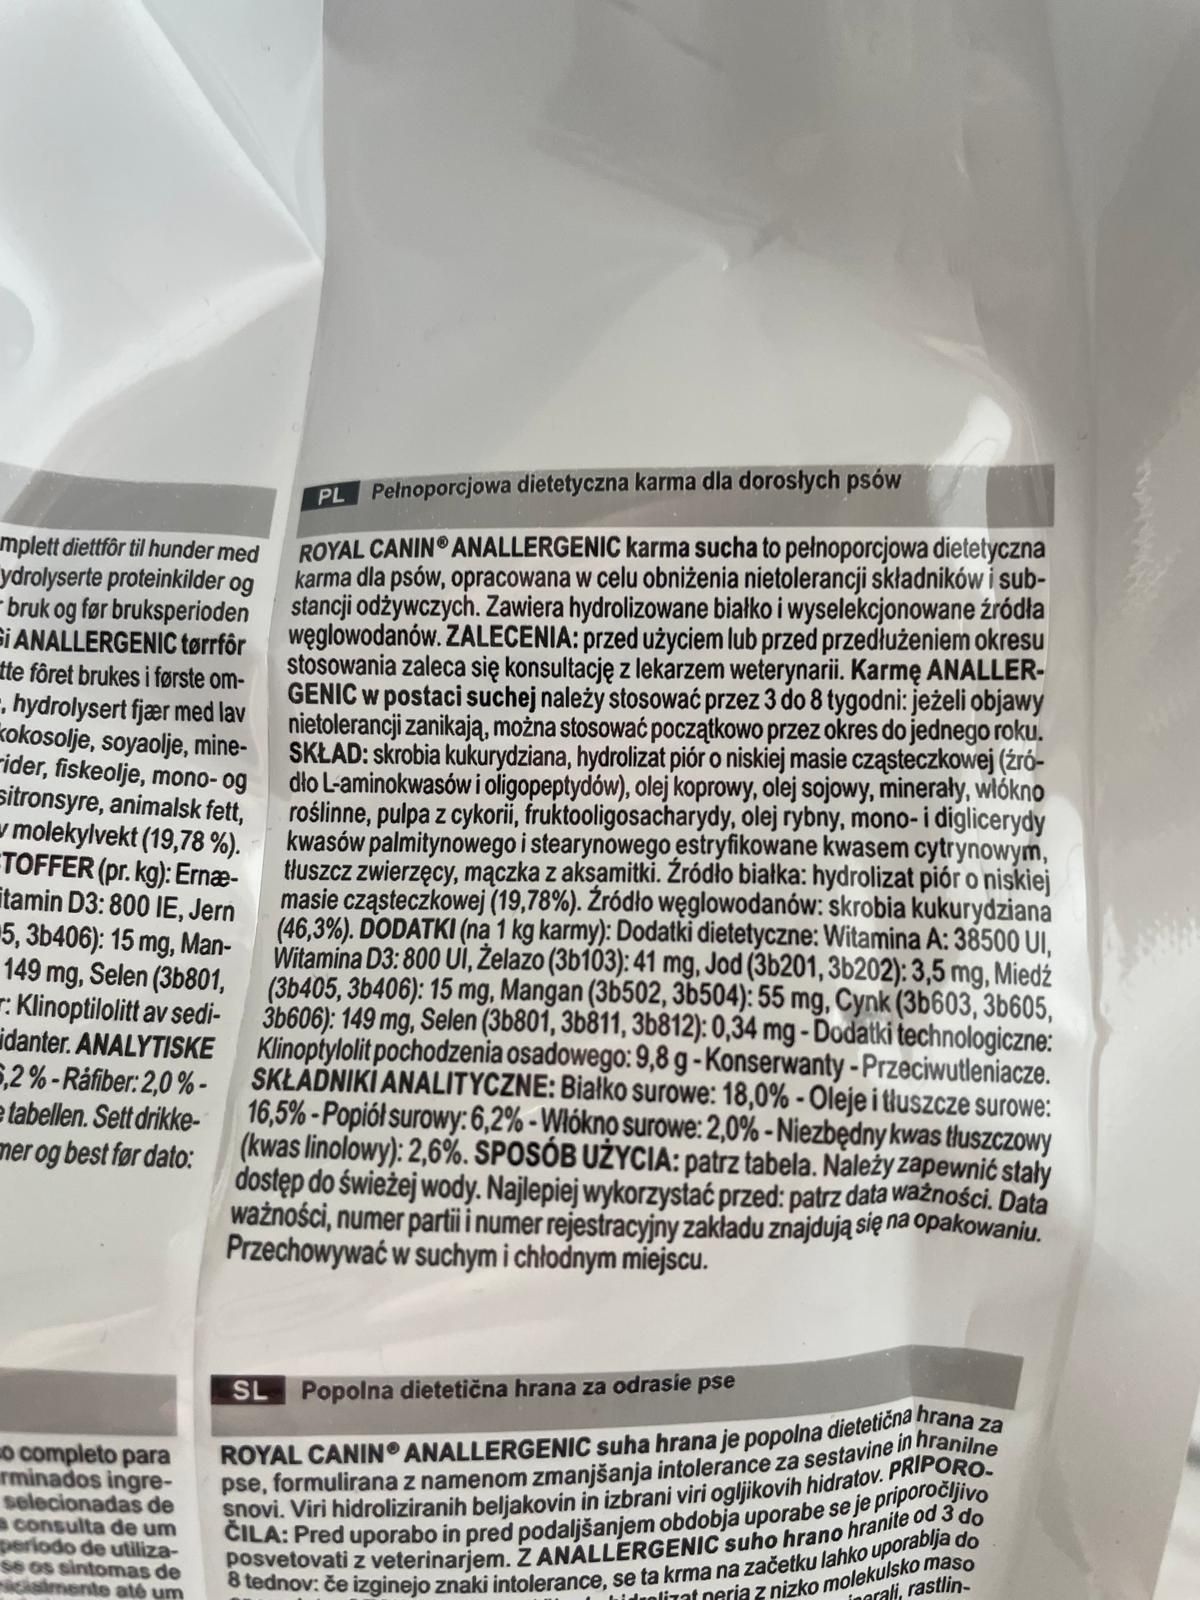 mplett diettfôr til hunder med
ydrolyserte proteinkilder og
bruk og før bruksperioden
ANALLERGENIC tørrfôr
tte fôret brukes i første om-
, hydrolysert fjær med lav
kokosolje, soyaolje, mine-
rider, fiskeolje, mono- og
sitronsyre, animalsk fett,
v molekylvekt (19,78 %).
TOFFER (pr. kg): Ernæ-
itamin D3: 800 IE, Jern
5, 3b406): 15 mg, Man-
149 mg, Selen (3b801,
r: Klinoptilolitt av sedi-
idanter. ANALYTISKE
6,2 % - Råfiber: 2,0 % -
e tabellen. Sett drikke-
mer og best før dato:
PL Pełnoporcjowa dietetyczna karma dla dorosłych psów
ROYAL CANIN® ANALLERGENIC karma sucha to pełnoporcjowa dietetyczna
karma dla psów, opracowana w celu obniżenia nietolerancji składników i sub-
stancji odżywczych. Zawiera hydrolizowane białko i wyselekcjonowane źródła
węglowodanów. ZALECENIA: przed użyciem lub przed przedłużeniem okresu
stosowania zaleca się konsultację z lekarzem weterynarii. Karmę ANALLER-
GENIC w postaci suchej należy stosować przez 3 do 8 tygodni: jeżeli objawy
nietolerancji zanikają, można stosować początkowo przez okres do jednego roku.
SKŁAD: skrobia kukurydziana, hydrolizat piór o niskiej masie cząsteczkowej (źró-
dło L-aminokwasów i oligopeptydów), olej koprowy, olej sojowy, minerały, włókno
roślinne, pulpa z cykorii, fruktooligosacharydy, olej rybny, mono- i diglicerydy
kwasów palmitynowego i stearynowego estryfikowane kwasem cytrynowym,
tłuszcz zwierzęcy, mączka z aksamitki. Źródło białka: hydrolizat piór o niskiej
masie cząsteczkowej (19,78%). Źródło węglowodanów: skrobia kukurydziana
(46,3%). DODATKI (na 1 kg karmy): Dodatki dietetyczne: Witamina A: 38500 UI,
Witamina D3: 800 UI, Żelazo (3b103): 41 mg, Jod (3b201, 3b202): 3,5 mg, Miedź
(3b405, 3b406): 15 mg, Mangan (3b502, 3b504): 55 mg, Cynk (3b603, 3b605,
3b606): 149 mg, Selen (3b801, 3b811, 3b812): 0,34 mg - Dodatki technologiczne:
Klinoptylolit pochodzenia osadowego: 9,8 g - Konserwanty - Przeciwutleniacze.
SKŁADNIKI ANALITYCZNE: Białko surowe: 18,0% - Oleje i tłuszcze surowe:
16,5% - Popiół surowy: 6,2% - Włókno surowe: 2,0% - Niezbędny kwas tłuszczowy
(kwas linolowy): 2,6%. SPOSÓB UŻYCIA: patrz tabela. Należy zapewnić stały
dostęp do świeżej wody. Najlepiej wykorzystać przed: patrz data ważności. Data
ważności, numer partii i numer rejestracyjny zakładu znajdują się na opakowaniu.
Przechowywać w suchym i chłodnym miejscu.
o completo para
rminados ingre-
selecionadas de
a consulta de um
período de utiliza-
se os sintomas de
nicialmente até um
SL Popolna dietetična hrana za odrasle pse
ROYAL CANIN® ANALLERGENIC suha hrana je popolna dietetična hrana za
pse, formulirana z namenom zmanjšanja intolerance za sestavine in hranilne
snovi. Viri hidroliziranih beljakovin in izbrani viri ogljikovih hidratov. PRIPORO-
ČILA: Pred uporabo in pred podaljšanjem obdobja uporabe se je priporočljivo
posvetovati z veterinarjem. Z ANALLERGENIC suho hrano hranite od 3 do
8 tednov: če izginejo znaki intolerance, se ta krma na začetku lahko uporablja do
hidrolizat perja z nizko molekulsko maso
rastlin-